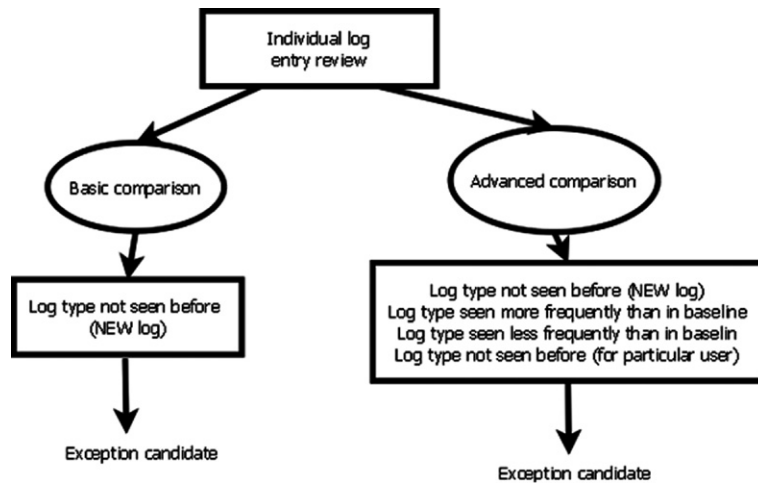 Individual log
entry review
Basic comparison
Advanced comparison
Log type not seen before
(NEW log)
Log type not seen before (NEW log)
Log type seen more frequently than in baseline
Log type seen less frequently than in baselin
Log type not seen before (for particular user)
Exception candidate
Exception candidate